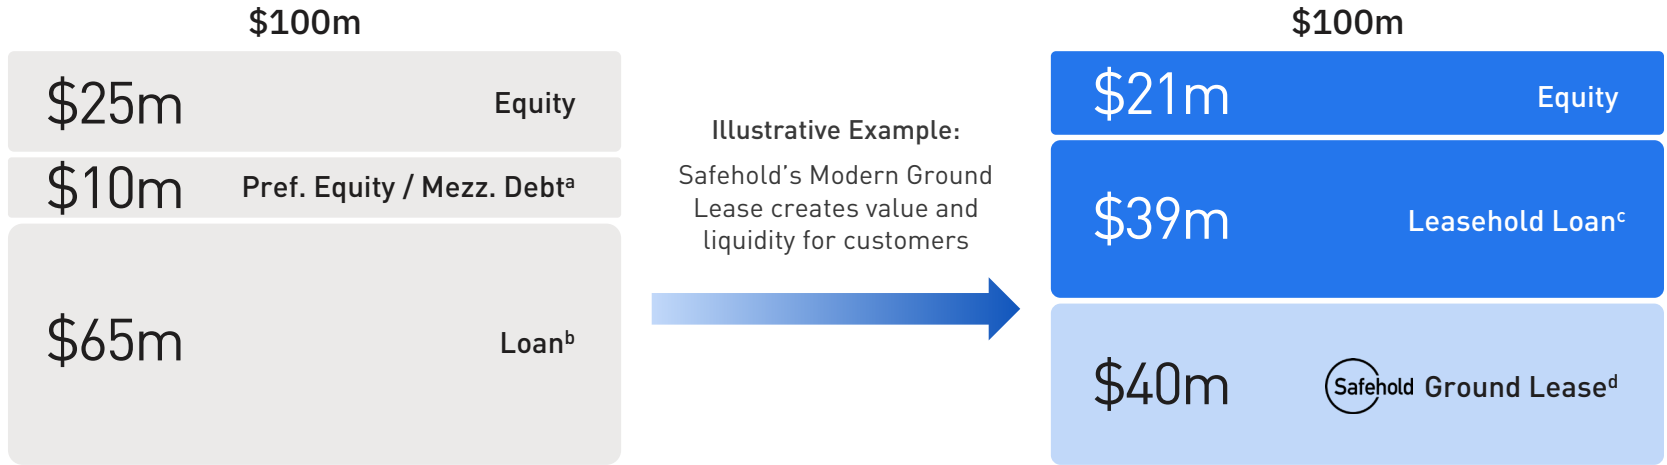 $100m
$25m Equity
$10m Pref. Equity / Mezz. Debtᵃ
$65m Loanᵇ
Illustrative Example:
Safehold’s Modern Ground
Lease creates value and
liquidity for customers
$100m
$21m Equity
$39m Leasehold Loanᶜ
$40m Safehold Ground Leaseᵈ